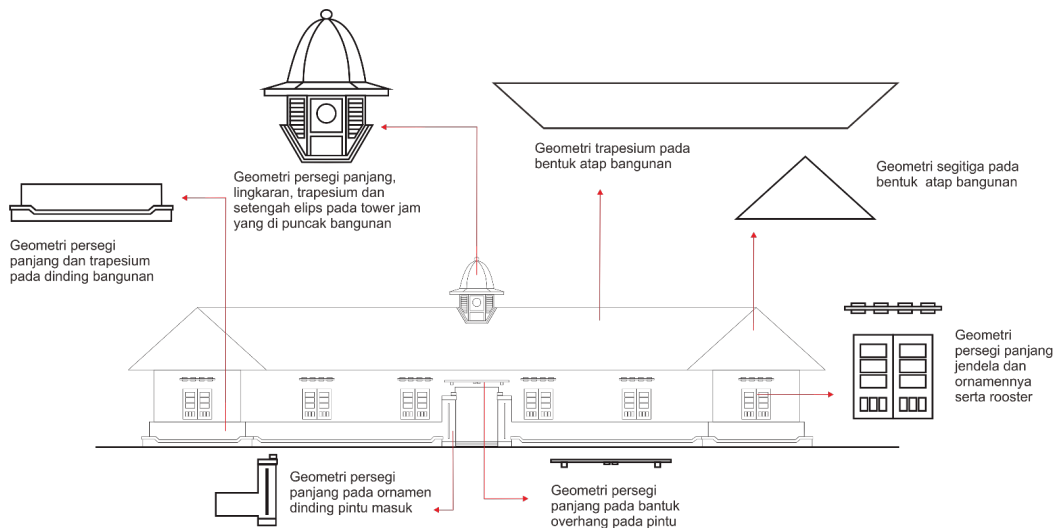 Geometri trapesium pada
bentuk atap bangunan
Geometri segitiga pada
bentuk atap bangunan
Geometri persegi panjang,
lingkaran, trapesium dan
setengah elips pada tower jam
yang di puncak bangunan
Geometri persegi
panjang dan trapesium
pada dinding bangunan
Geometri
persegi panjang
jendela dan
ornamennya
serta rooster
Geometri persegi
panjang pada ornamen
dinding pintu masuk
Geometri persegi
panjang pada bantuk
overhang pada pintu